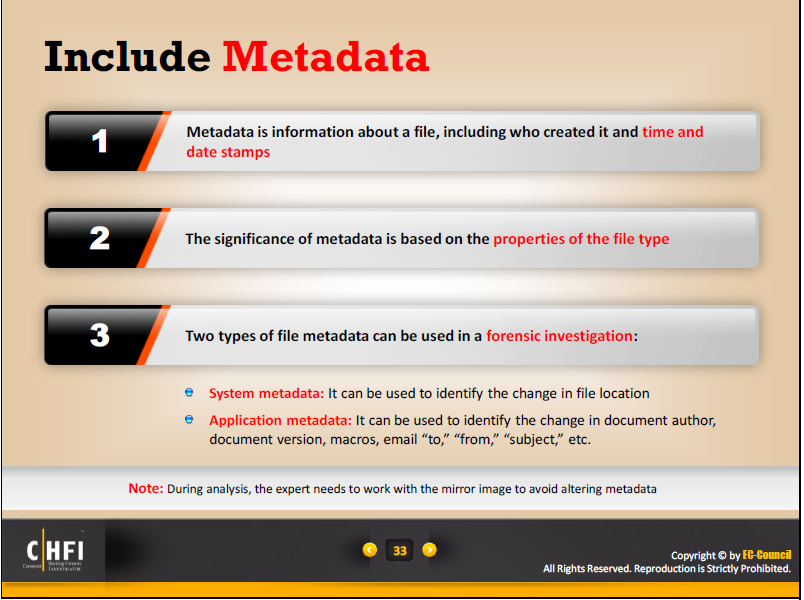 Include Metadata
1
Metadata is information about a file, including who created it and time and
date stamps
2
The significance of metadata is based on the properties of the file type
3
Two types of file metadata can be used in a forensic investigation:
System metadata: It can be used to identify the change in file location
Application metadata: It can be used to identify the change in document author,
document version, macros, email “to,” “from,” “subject,” etc.
Note: During analysis, the expert needs to work with the mirror image to avoid altering metadata
CHFI
Computer Hacking Forensic
INVESTIGATOR
33
Copyright © by EC-Council
All Rights Reserved. Reproduction is Strictly Prohibited.